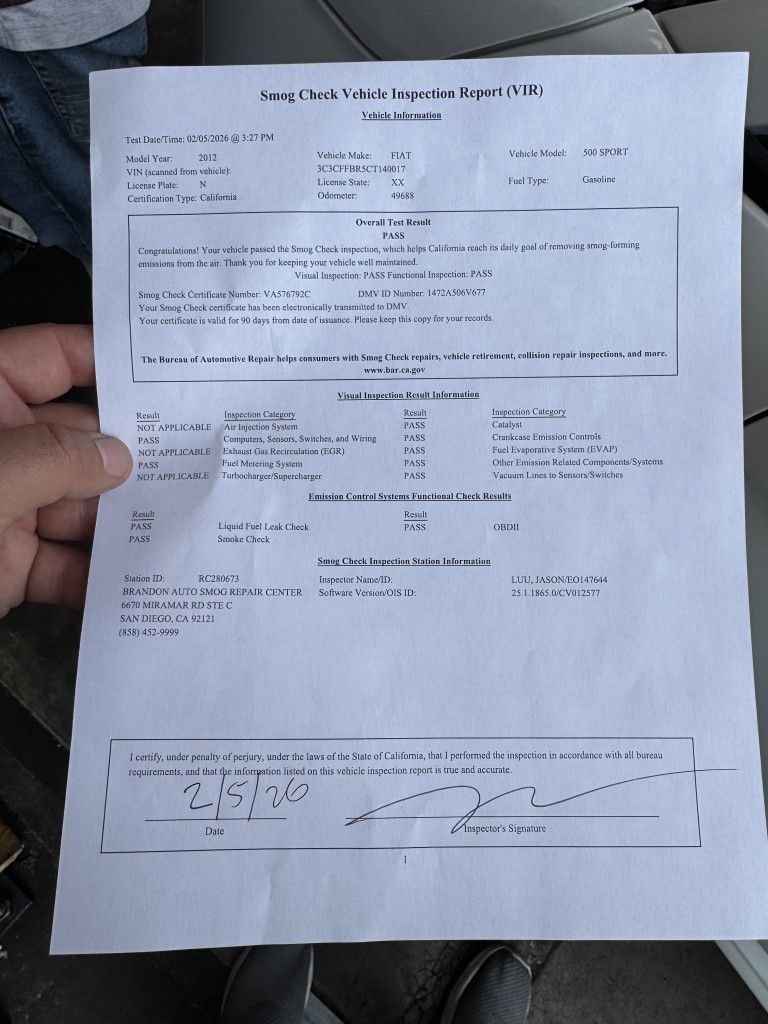 Smog Check Vehicle Inspection Report (VIR)
Vehicle Information
Test Date/Time: 02/05/2026 @ 3:27 PM
Model Year: 2012 Vehicle Make: FIAT Vehicle Model: 500 SPORT
VIN (scanned from vehicle): 3C3CFFBR5CT140017
License Plate: N License State: XX Fuel Type: Gasoline
Certification Type: California Odometer: 49688
Overall Test Result
PASS
Congratulations! Your vehicle passed the Smog Check inspection, which helps California reach its daily goal of removing smog-forming
emissions from the air. Thank you for keeping your vehicle well maintained.
Visual Inspection: PASS Functional Inspection: PASS
Smog Check Certificate Number: VA576792C DMV ID Number: 1472A506V677
Your Smog Check certificate has been electronically transmitted to DMV.
Your certificate is valid for 90 days from date of issuance. Please keep this copy for your records.
The Bureau of Automotive Repair helps consumers with Smog Check repairs, vehicle retirement, collision repair inspections, and more.
www.bar.ca.gov
Visual Inspection Result Information
Result Inspection Category Result Inspection Category
NOT APPLICABLE Air Injection System PASS Catalyst
PASS Computers, Sensors, Switches, and Wiring PASS Crankcase Emission Controls
NOT APPLICABLE Exhaust Gas Recirculation (EGR) PASS Fuel Evaporative System (EVAP)
PASS Fuel Metering System PASS Other Emission Related Components/Systems
NOT APPLICABLE Turbocharger/Supercharger PASS Vacuum Lines to Sensors/Switches
Emission Control Systems Functional Check Results
Result Result
PASS Liquid Fuel Leak Check PASS OBDII
PASS Smoke Check
Smog Check Inspection Station Information
Station ID: RC280673 Inspector Name/ID: LUU, JASON/EO147644
BRANDON AUTO SMOG REPAIR CENTER Software Version/OIS ID: 25.1.1865.0/CV012577
6670 MIRAMAR RD STE C
SAN DIEGO, CA 92121
(858) 452-9999
I certify, under penalty of perjury, under the laws of the State of California, that I performed the inspection in accordance with all bureau
requirements, and that the information listed on this vehicle inspection report is true and accurate.
2/5/26
Date Inspector's Signature
1